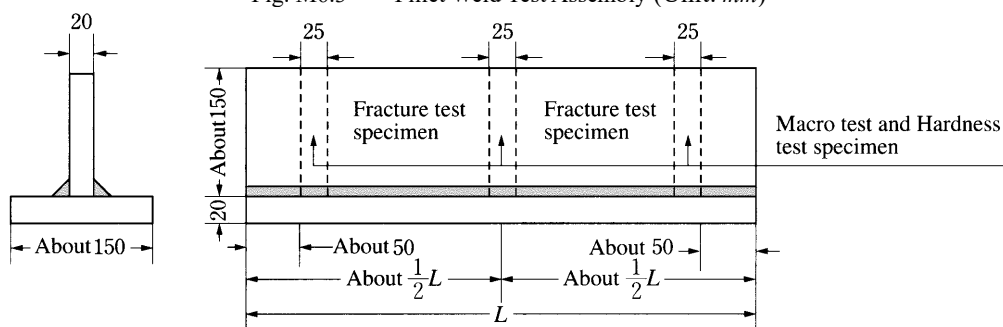 Fig. M6.3 Fillet Weld Test Assembly (Unit: mm)
20
25
25
25
About 150
Fracture test
specimen
Fracture test
specimen
Macro test and Hardness
test specimen
20
About 150
About 50
About 50
About 1/2 L
About 1/2 L
L